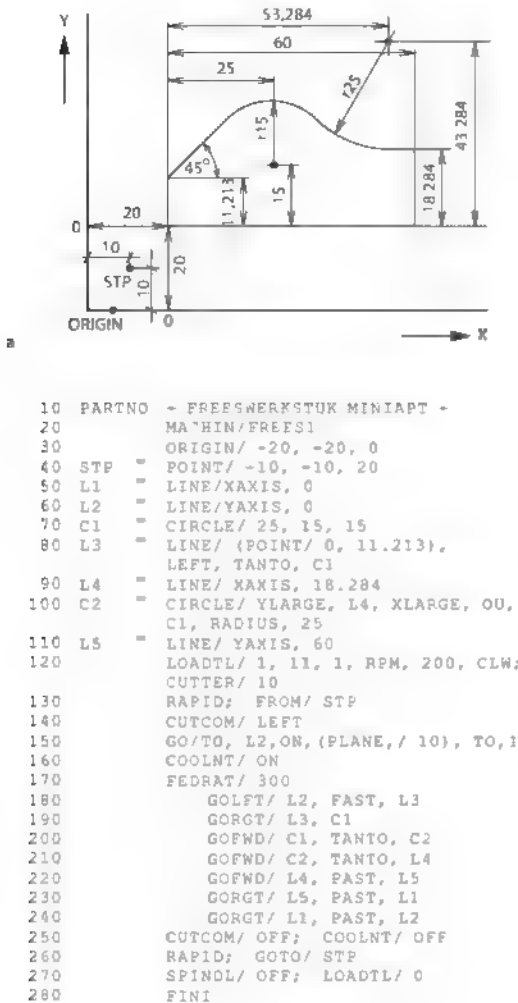 53,284
Y
60
25
r25
r15
43 284
45°
11,213
15
18 284
0
20
10
STP
10
20
ORIGIN
0
X
a
10 PARTNO - FREESWERKSTUK MINIAPT -
20 MACHIN/FREES1
30 ORIGIN/ -20, -20, 0
40 STP = POINT/ -10, -10, 20
50 L1 = LINE/XAXIS, 0
60 L2 = LINE/YAXIS, 0
70 C1 = CIRCLE/ 25, 15, 15
80 L3 = LINE/ (POINT/ 0, 11.213),
LEFT, TANTO, C1
90 L4 = LINE/ XAXIS, 18.284
100 C2 = CIRCLE/ YLARGE, L4, XLARGE, OU,
C1, RADIUS, 25
110 L5 = LINE/ YAXIS, 60
120 LOADTL/ 1, 11, 1, RPM, 200, CLW;
CUTTER/ 10
130 RAPID; FROM/ STP
140 CUTCOM/ LEFT
150 GO/TO, L2,ON,(PLANE,/ 10), TO,
160 COOLNT/ ON
170 FEDRAT/ 300
180 GOLFT/ L2, PAST, L3
190 GORGT/ L3, C1
200 GOFWD/ C1, TANTO, C2
210 GOFWD/ C2, TANTO, L4
220 GOFWD/ L4, PAST, L5
230 GORGT/ L5, PAST, L1
240 GORGT/ L1, PAST, L2
250 CUTCOM/ OFF; COOLNT/ OFF
260 RAPID; GOTO/ STP
270 SPINDL/ OFF; LOADTL/ 0
280 FINI